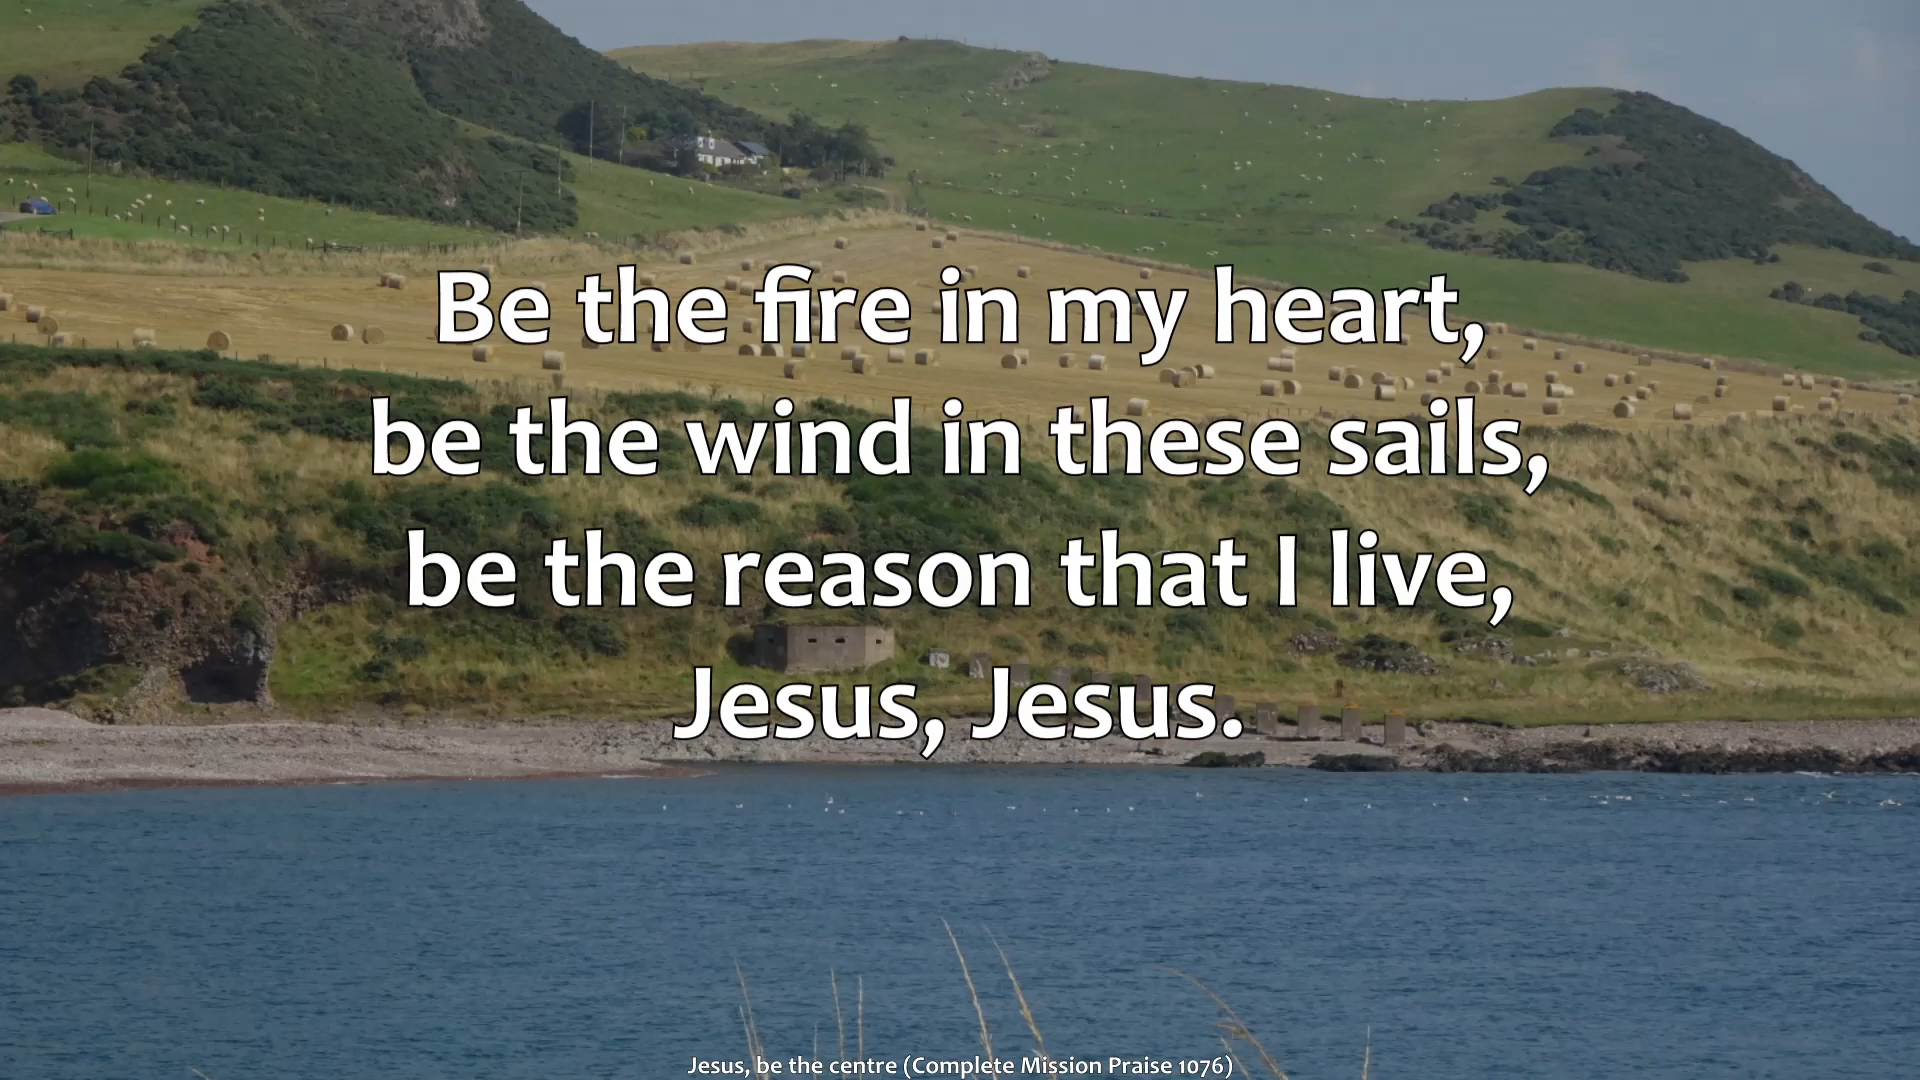 Be the fire in my heart,
be the wind in these sails,
be the reason that I live,
Jesus, Jesus.
Jesus, be the centre (Complete Mission Praise 1076)